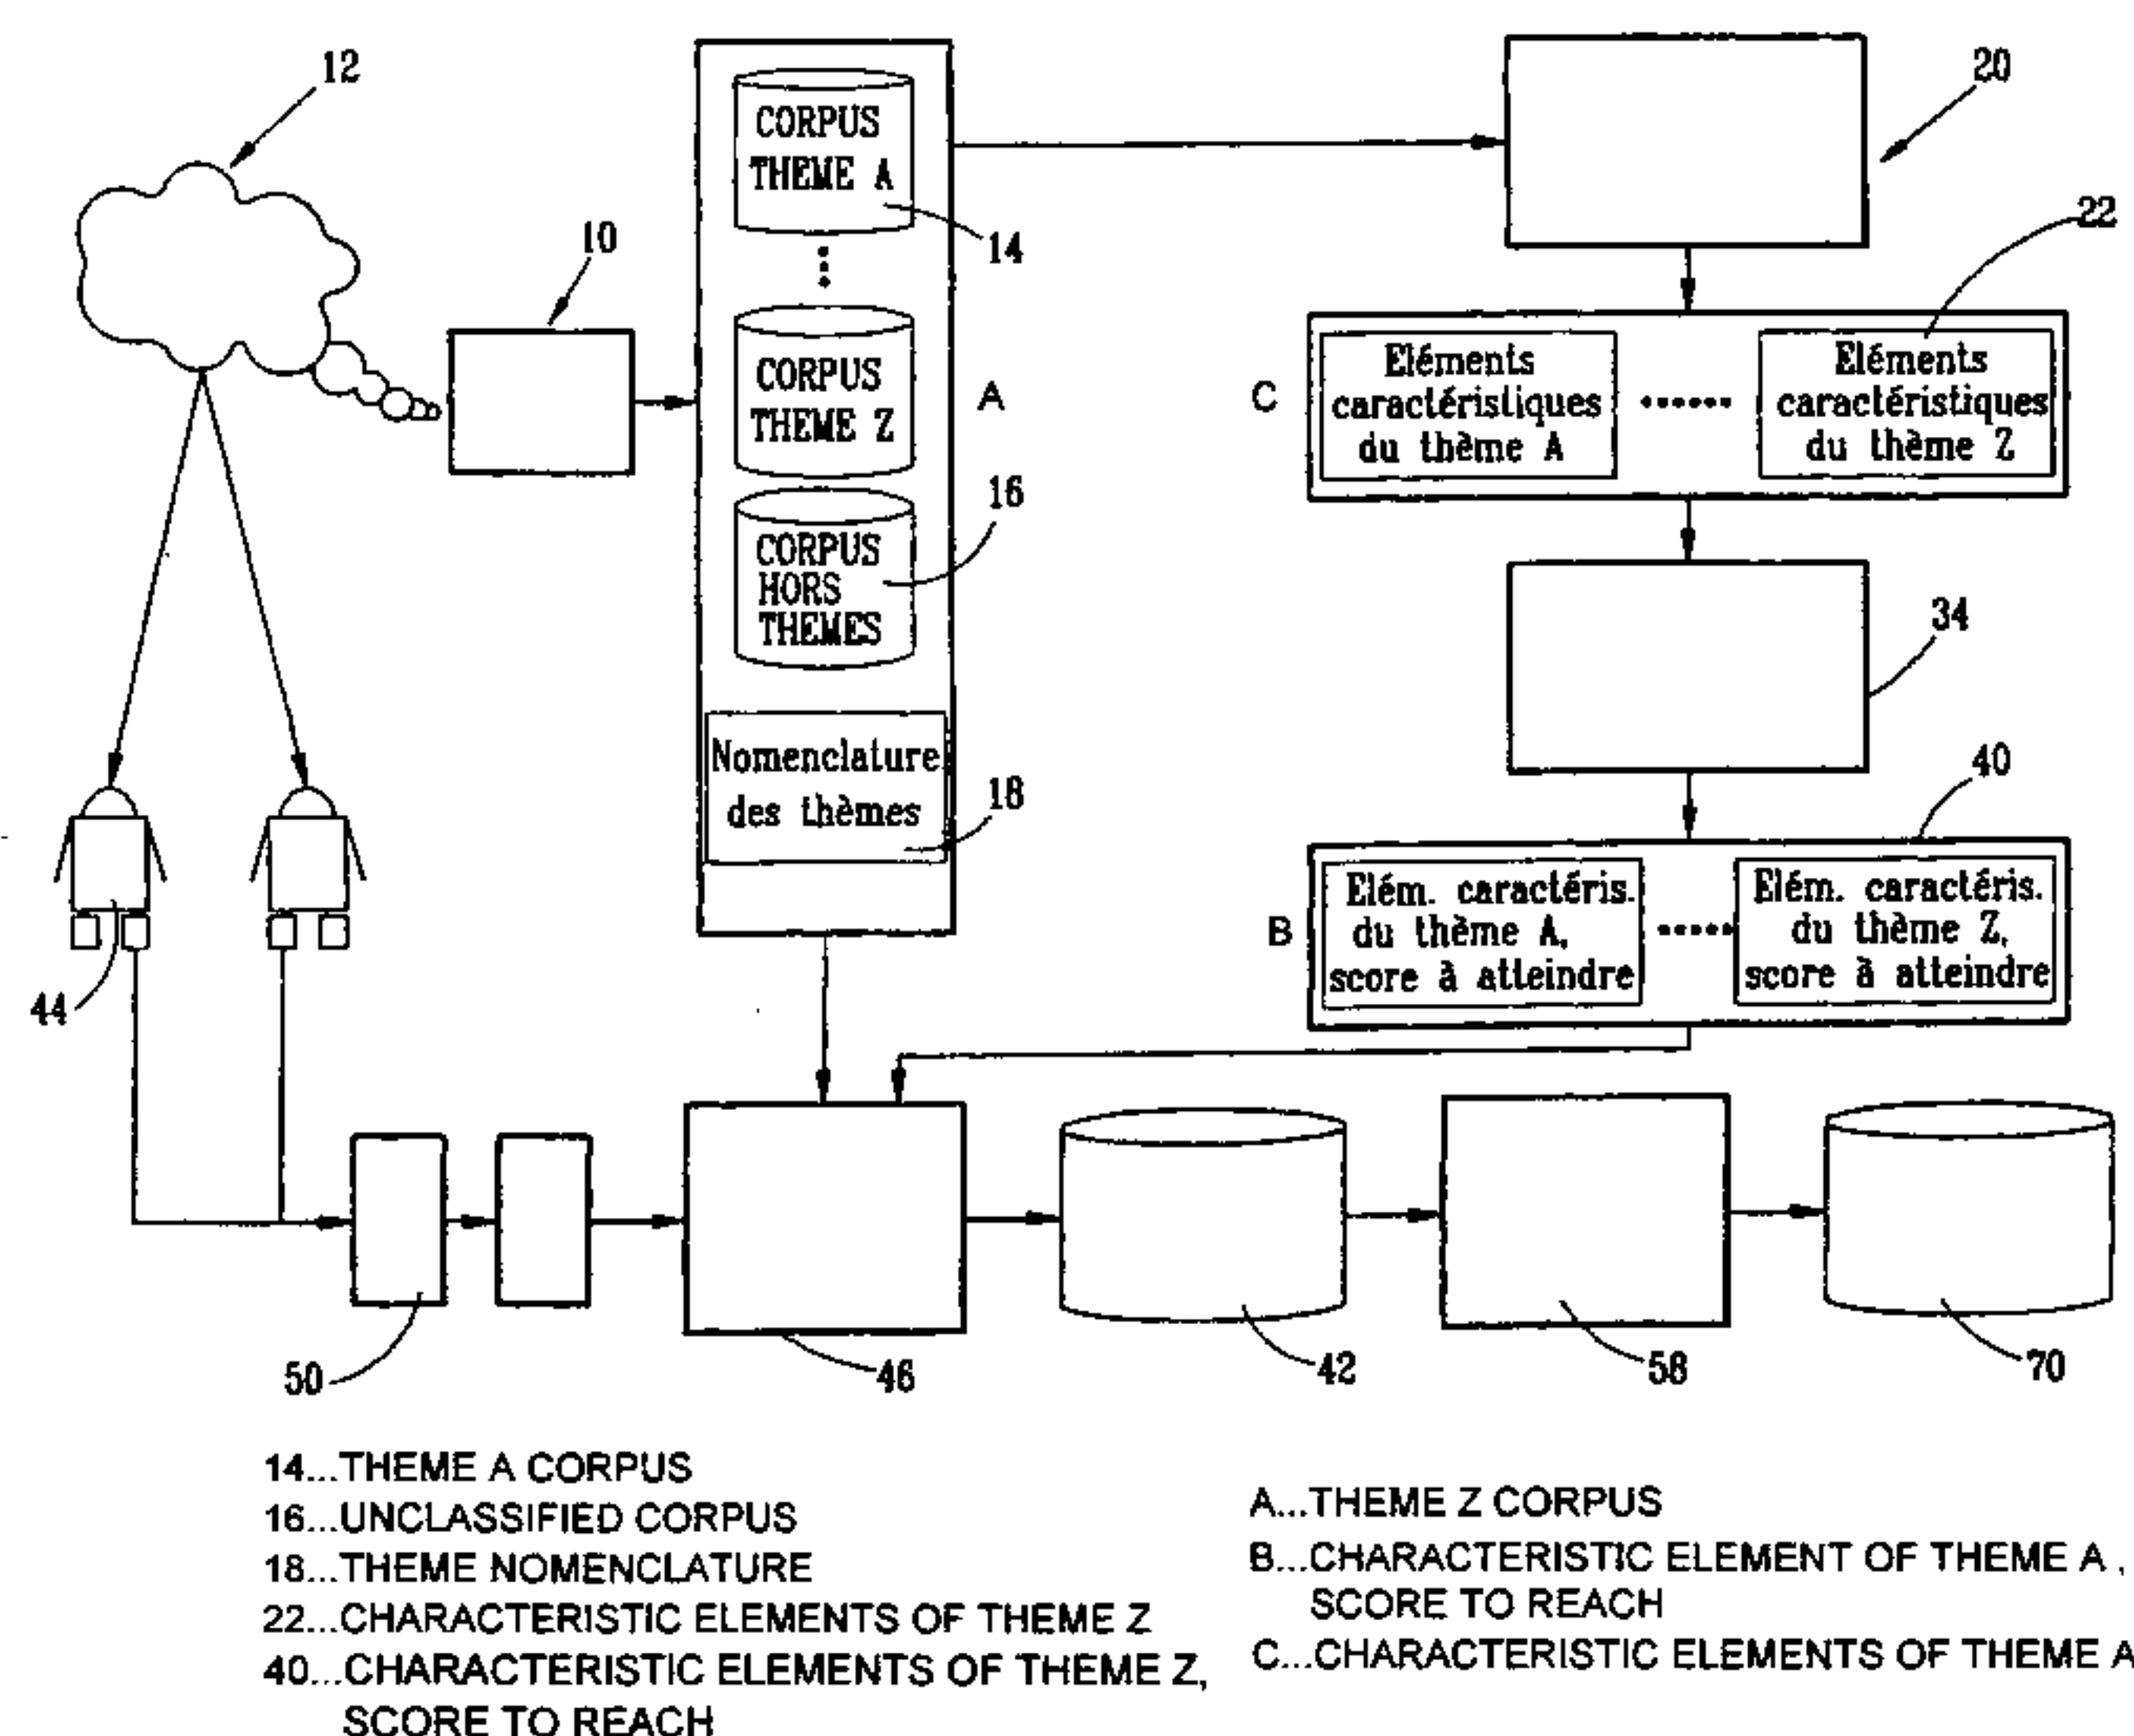 12
CORPUS
THEME A
14
20
10
22
CORPUS
THEME Z
A
C
Eléments
caractéristiques
du thème A
......
Eléments
caractéristiques
du thème Z
16
CORPUS
HORS
THEMES
34
Nomenclature
des thèmes
18
40
B
Elém. caractéris.
du thème A,
score à atteindre
.....
Elém. caractéris.
du thème Z,
score à atteindre
44
50
46
42
58
70
14...THEME A CORPUS
16...UNCLASSIFIED CORPUS
18...THEME NOMENCLATURE
22...CHARACTERISTIC ELEMENTS OF THEME Z
40...CHARACTERISTIC ELEMENTS OF THEME Z,
SCORE TO REACH
A...THEME Z CORPUS
B...CHARACTERISTIC ELEMENT OF THEME A ,
SCORE TO REACH
C...CHARACTERISTIC ELEMENTS OF THEME A